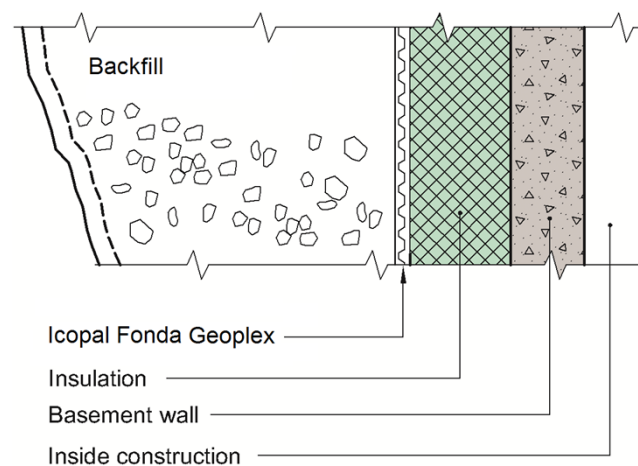 Backfill
Icopal Fonda Geoplex
Insulation
Basement wall
Inside construction